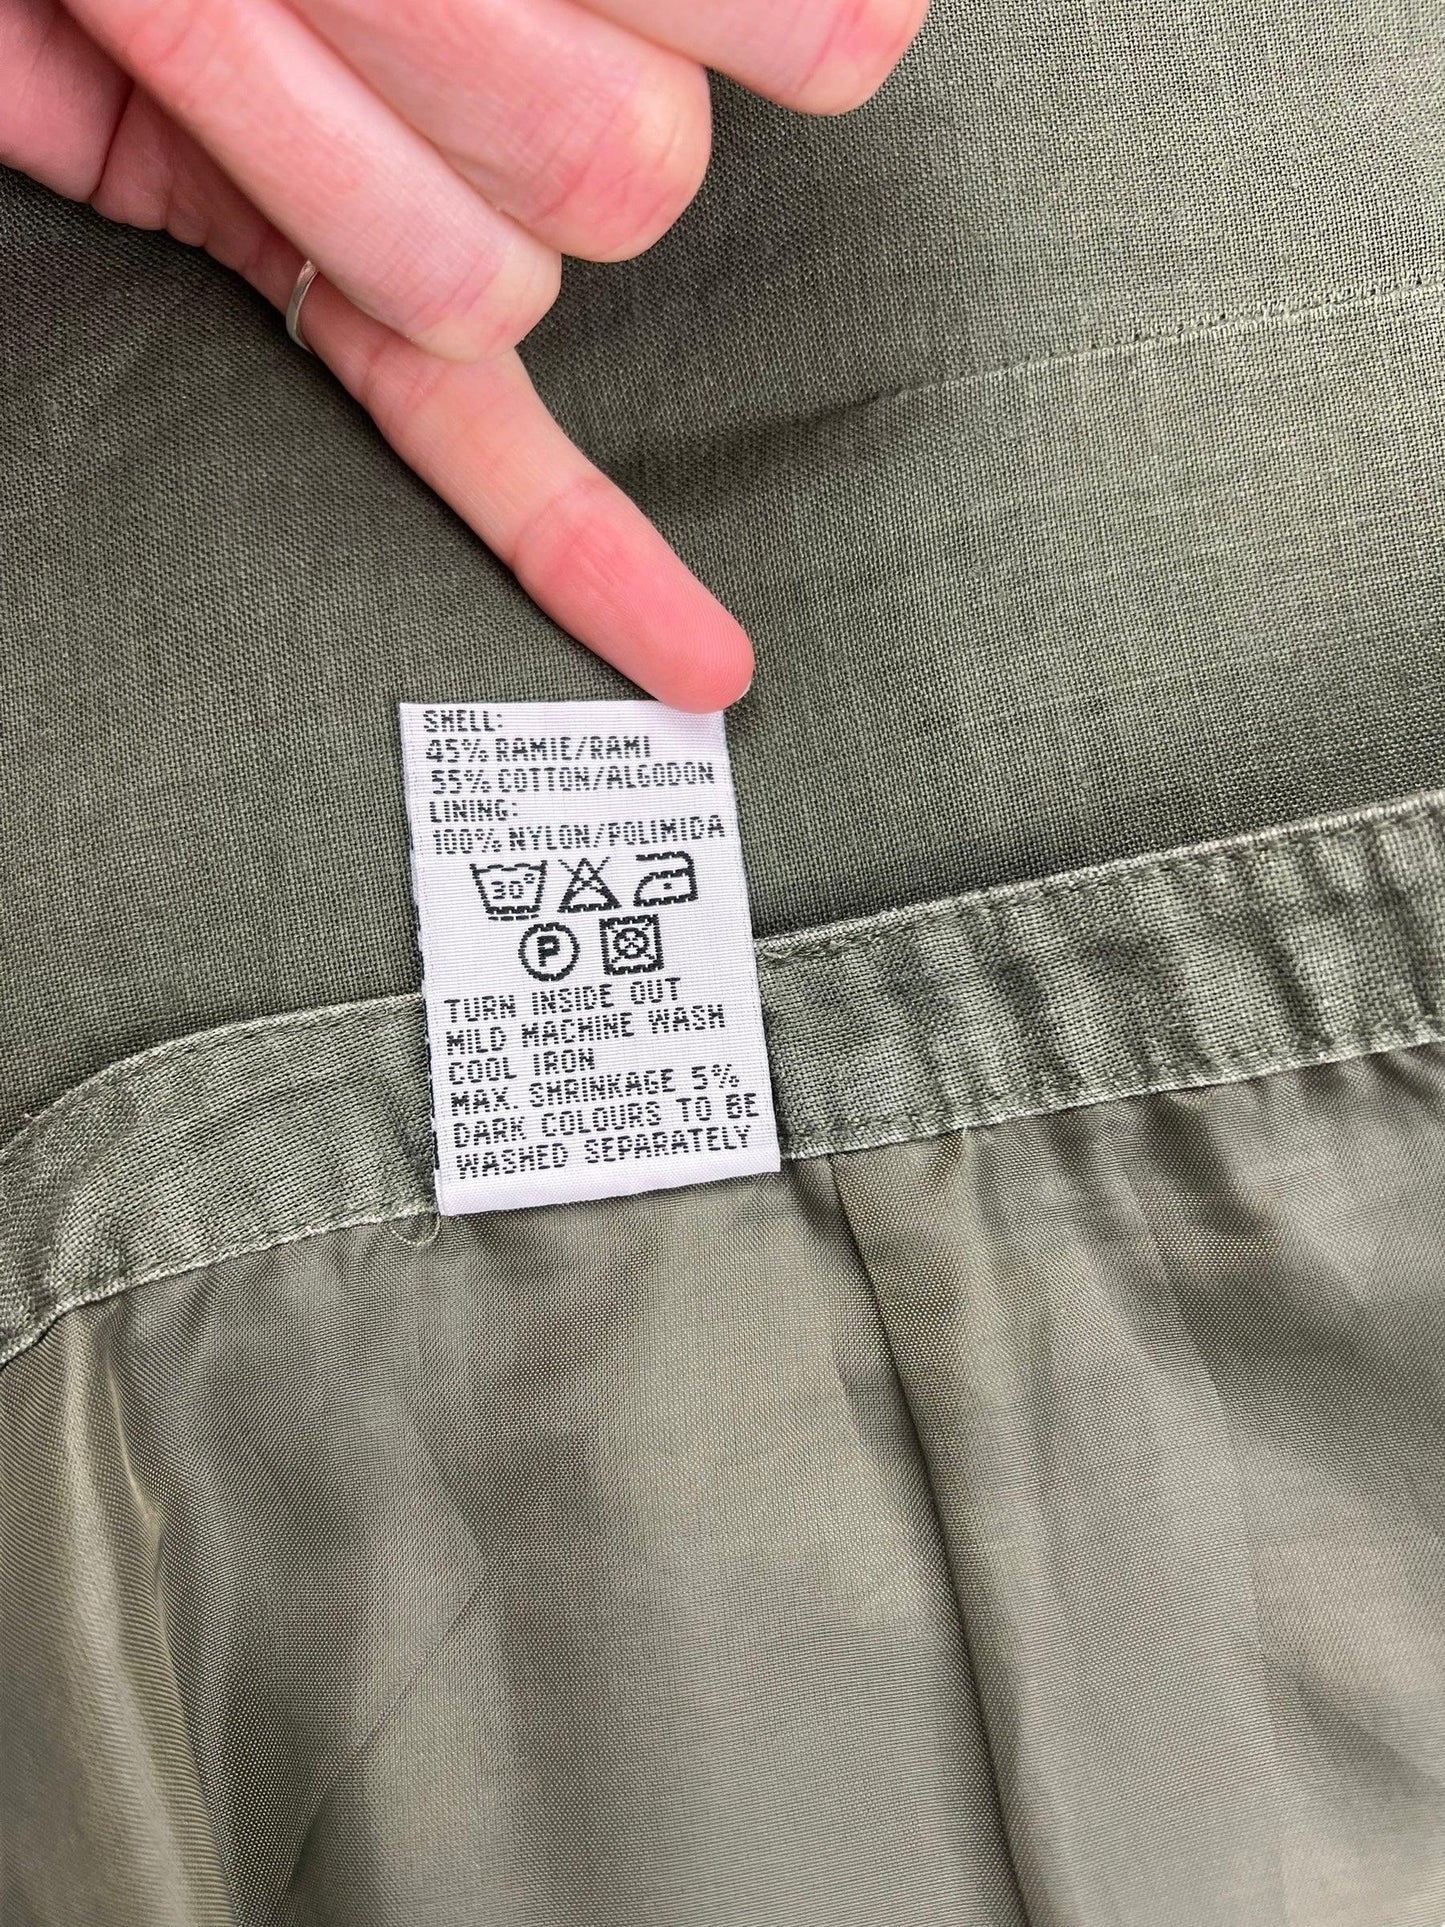 SHELL:
45% RAMIE/RAMI
55% COTTON/ALGODON
LINING:
100% NYLON/POLIMIDA
30°
P
TURN INSIDE OUT
MILD MACHINE WASH
COOL IRON
MAX. SHRINKAGE 5%
DARK COLOURS TO BE
WASHED SEPARATELY